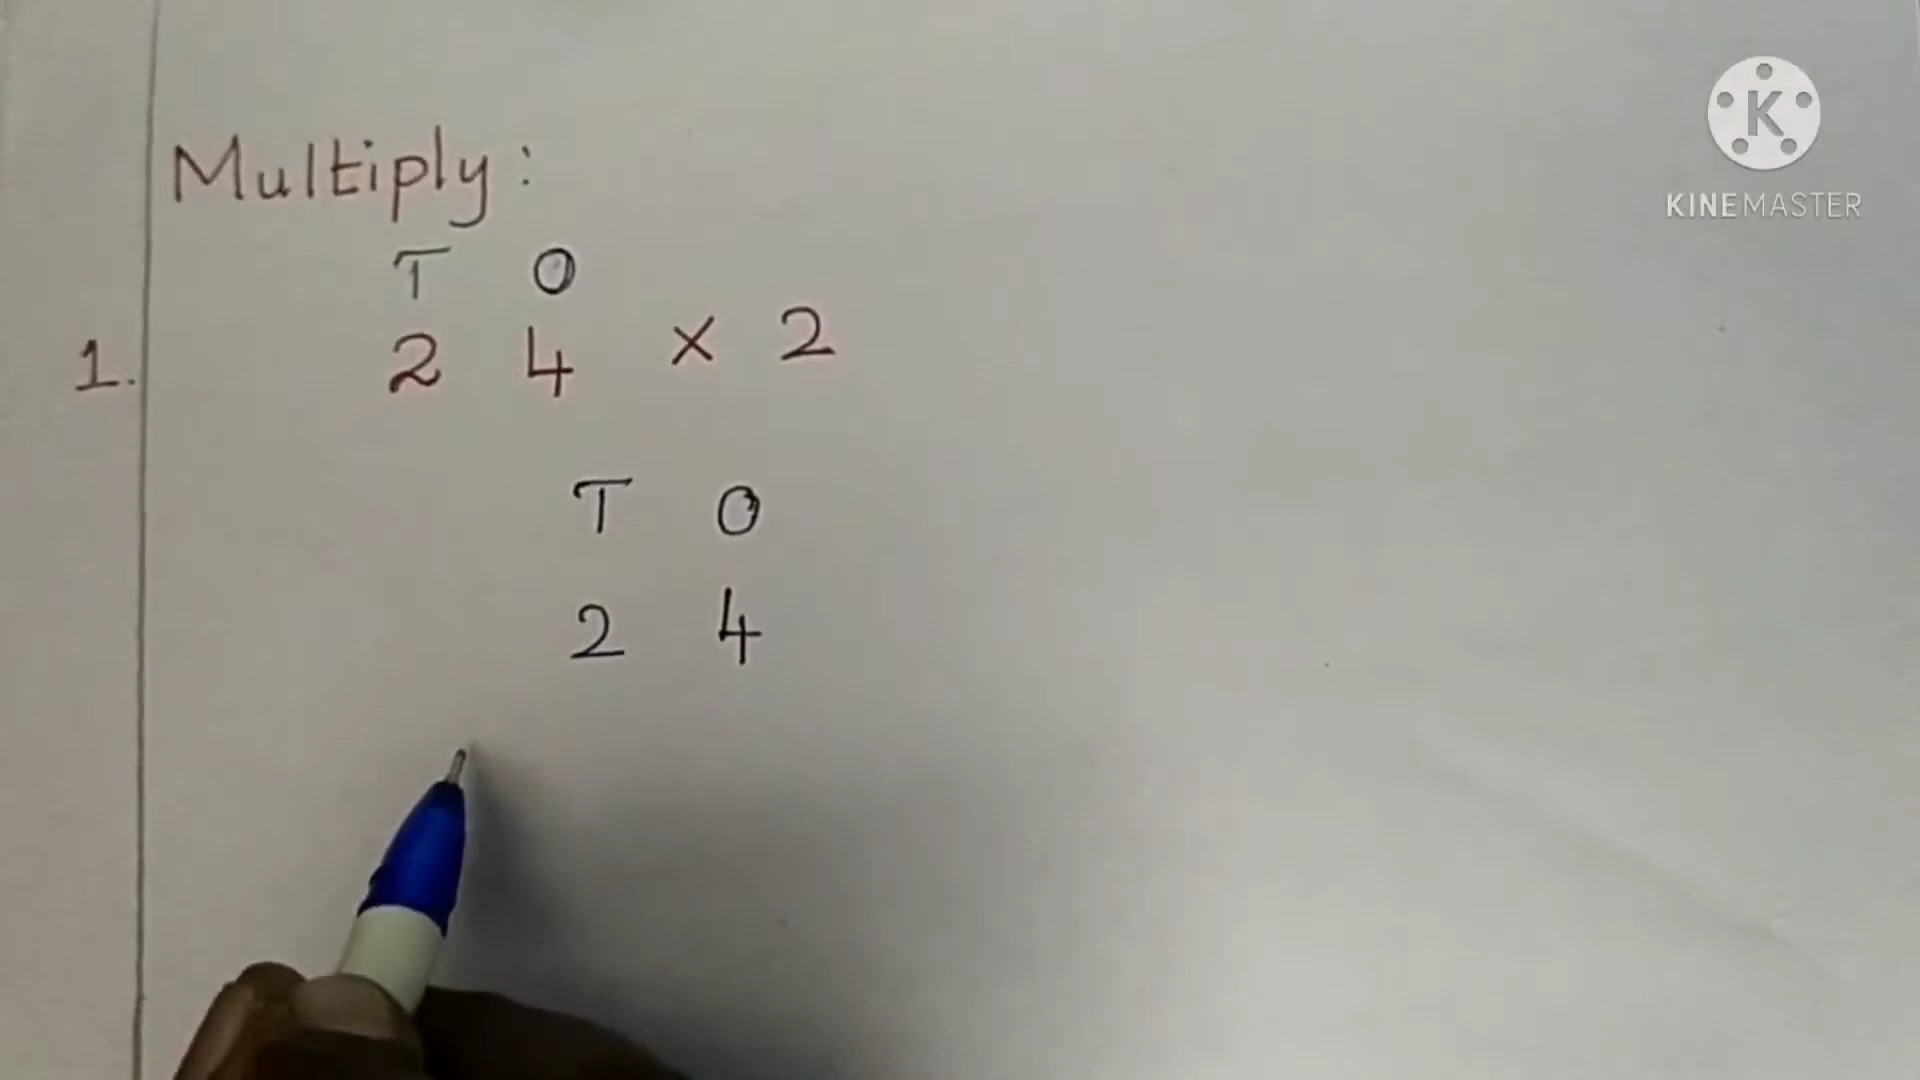 Multiply:
T O
1. 2 4 × 2
T O
2 4
K
KINEMASTER